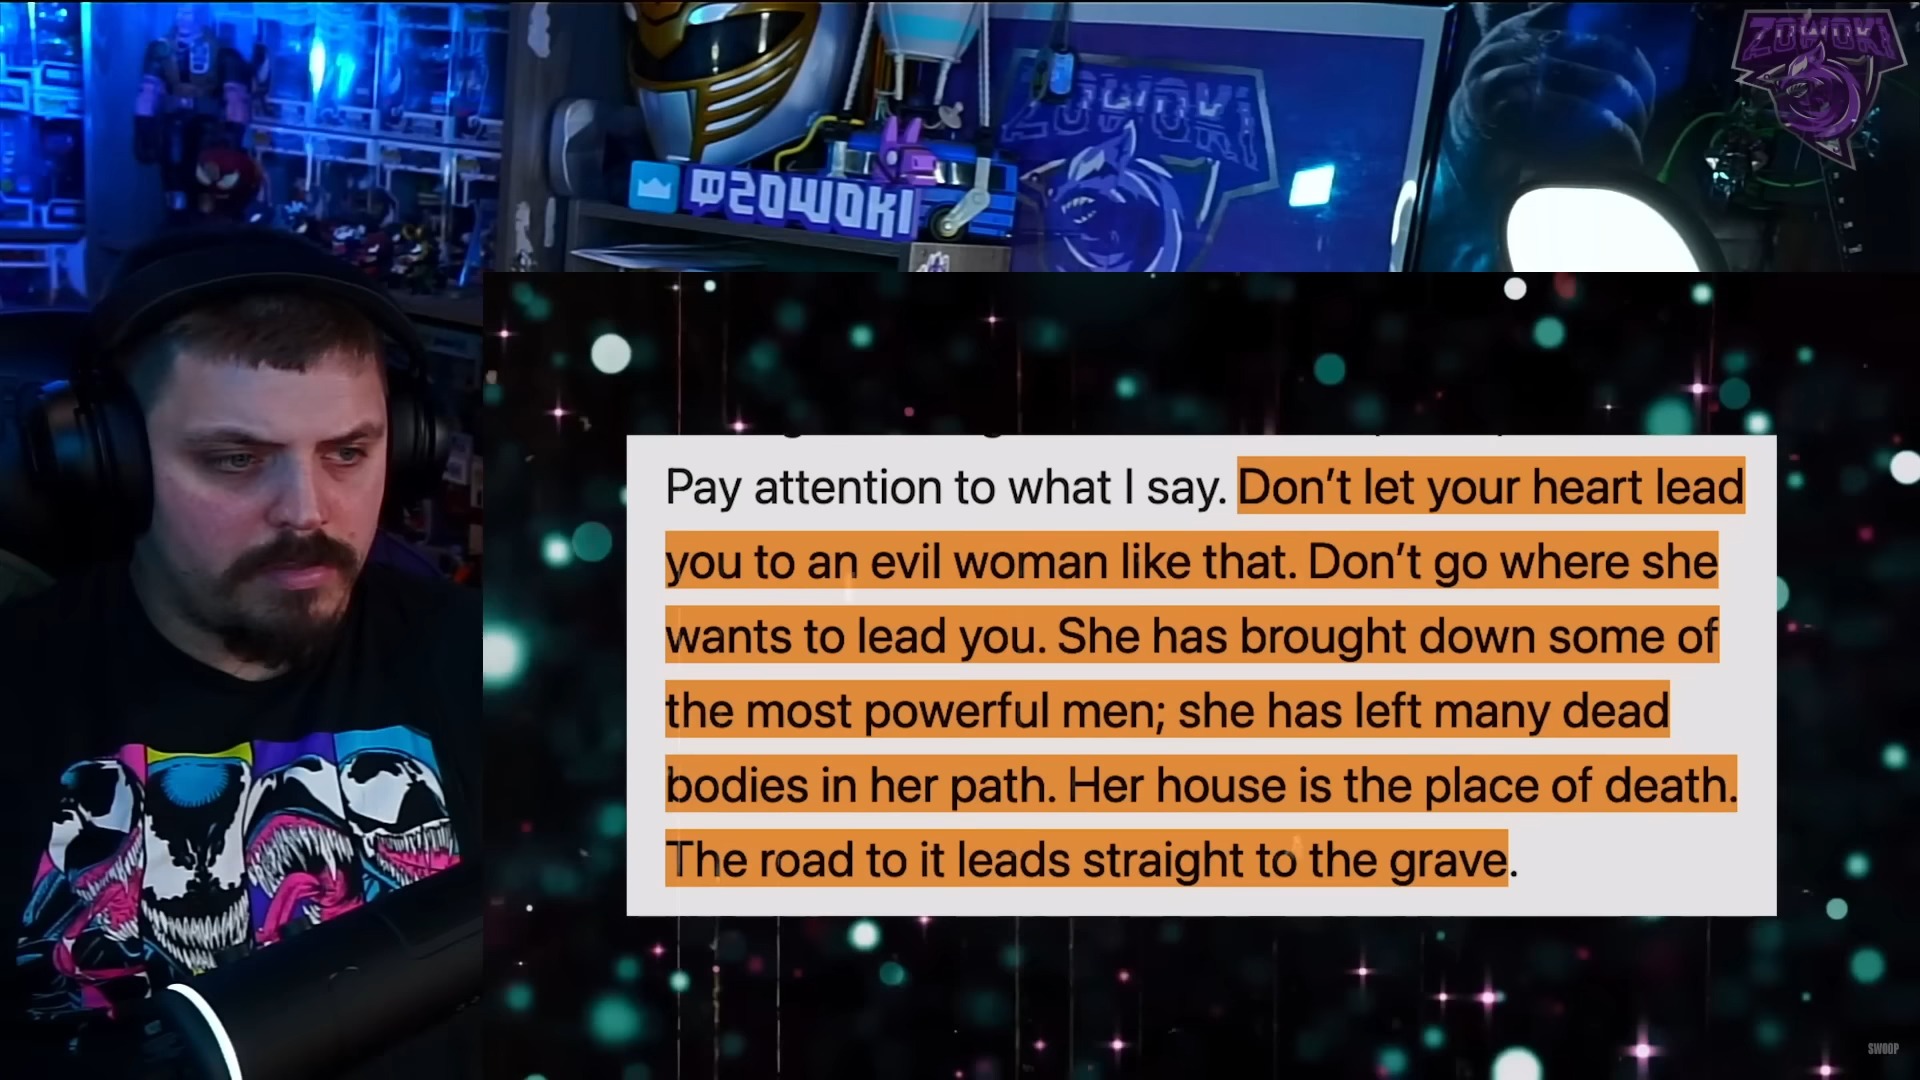 ZOWOKI
ZOWOKI
@ZOWOKI
Pay attention to what I say. Don't let your heart lead
you to an evil woman like that. Don't go where she
wants to lead you. She has brought down some of
the most powerful men; she has left many dead
bodies in her path. Her house is the place of death.
The road to it leads straight to the grave.
SWOOP